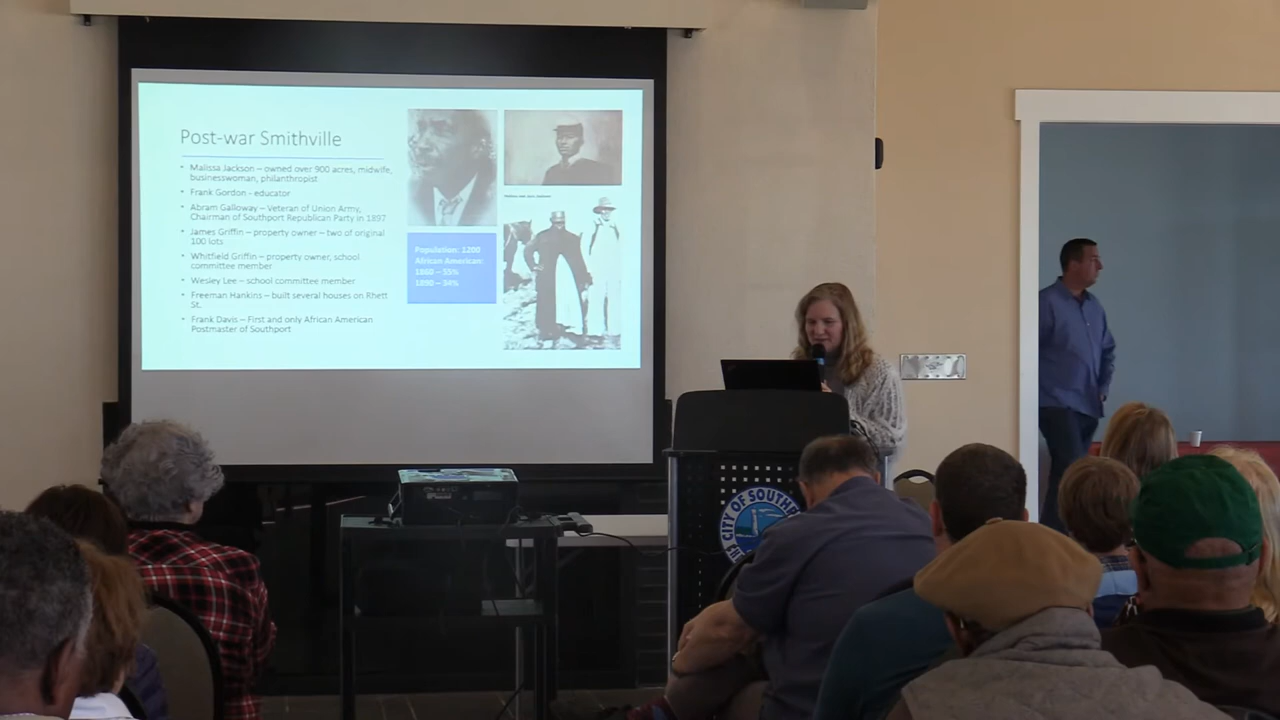 Post-war Smithville
• Malissa Jackson – owned over 900 acres, midwife,
businesswoman, philanthropist
• Frank Gordon - educator
• Abram Galloway – Veteran of Union Army,
Chairman of Southport Republican Party in 1897
• James Griffin – property owner – two of original
100 lots
• Whitfield Griffin – property owner, school
committee member
• Wesley Lee – school committee member
• Freeman Hankins – built several houses on Rhett
St.
• Frank Davis – First and only African American
Postmaster of Southport
Population: 1200
African American:
1860 – 55%
1890 – 34%
CITY OF SOUTHP